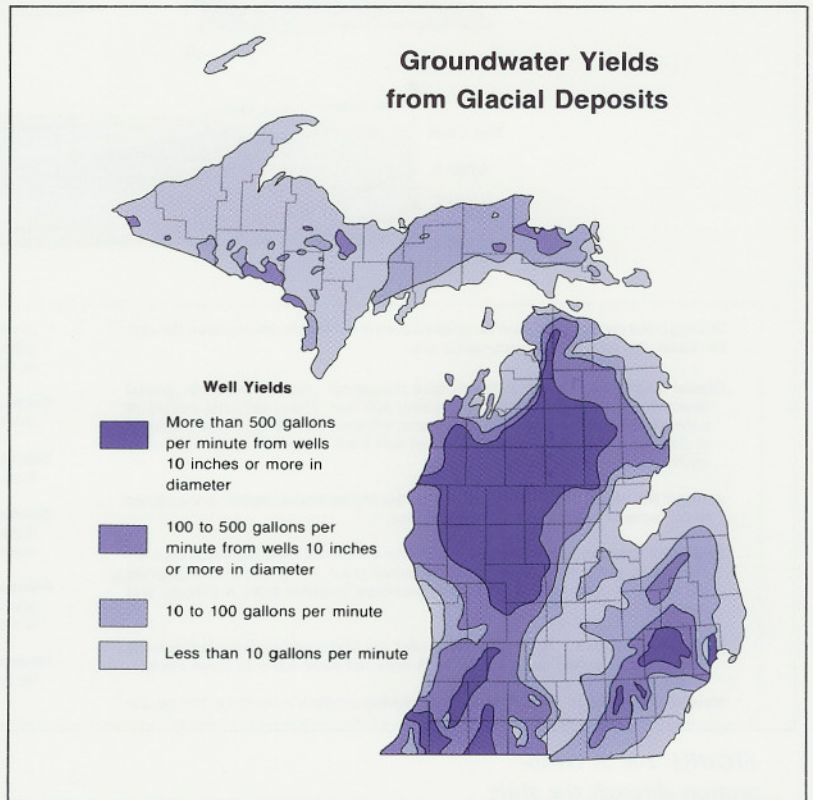 Groundwater Yields
from Glacial Deposits
Well Yields
More than 500 gallons
per minute from wells
10 inches or more in
diameter
100 to 500 gallons per
minute from wells 10 inches
or more in diameter
10 to 100 gallons per minute
Less than 10 gallons per minute